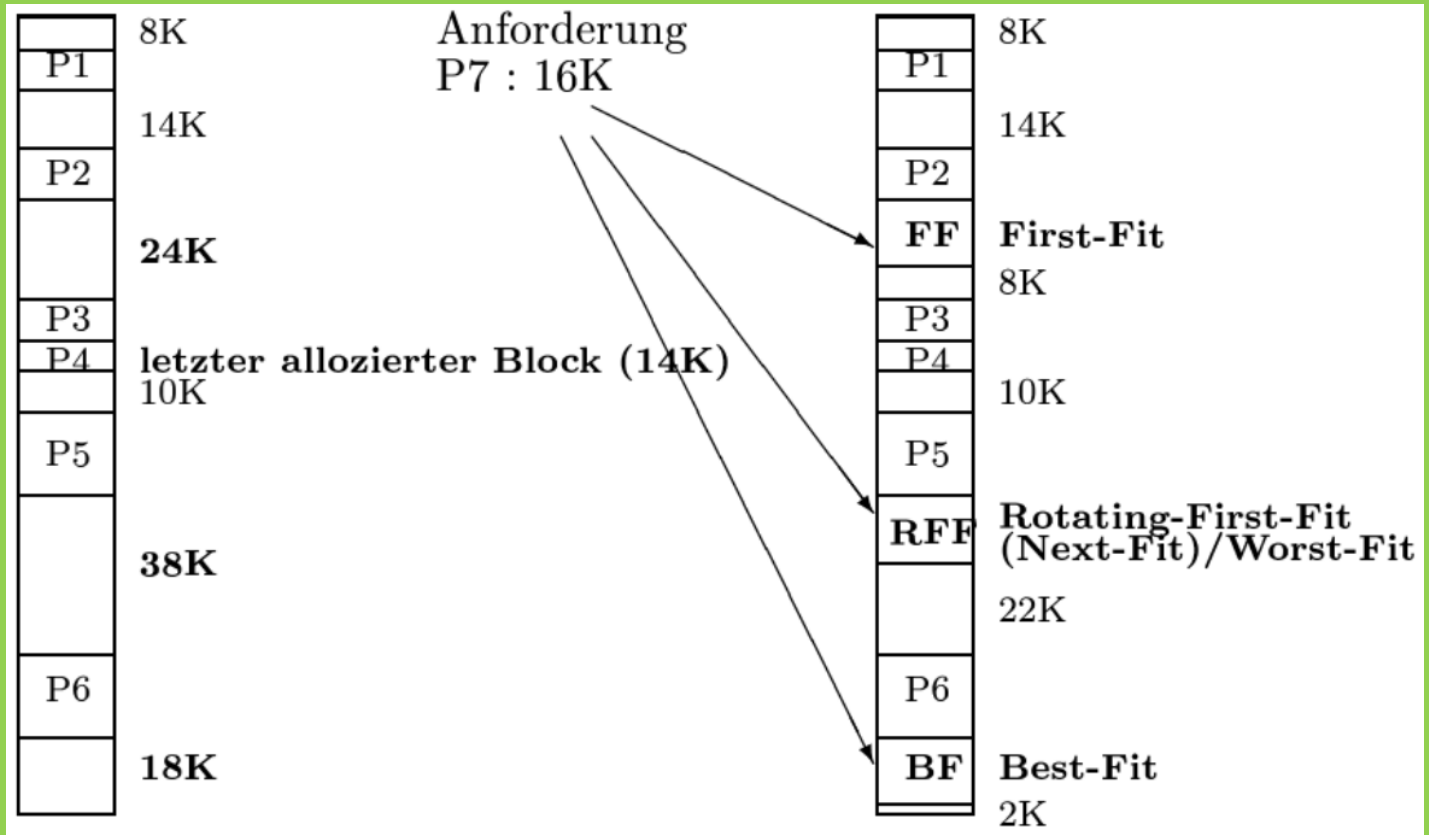 8K
P1
14K
P2
24K
P3
P4 letzter allozierter Block (14K)
10K
P5
38K
P6
18K
Anforderung
P7 : 16K
8K
P1
14K
P2
FF First-Fit
8K
P3
P4
10K
P5
RFF Rotating-First-Fit
(Next-Fit)/Worst-Fit
22K
P6
BF Best-Fit
2K